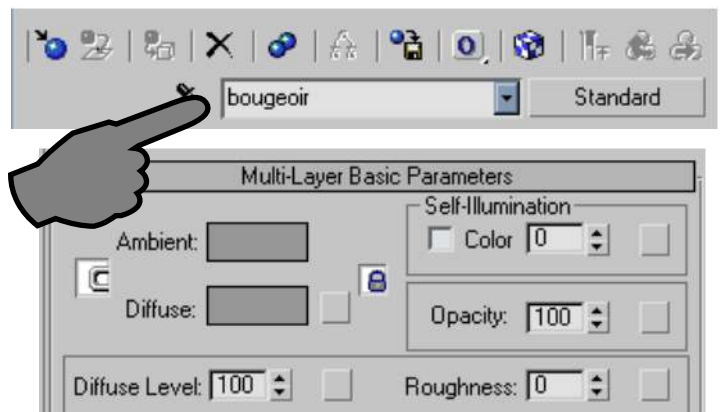 bougeoir Standard
Multi-Layer Basic Parameters
Self-Illumination
Ambient: Color 0
Diffuse: Opacity: 100
Diffuse Level: 100 Roughness: 0